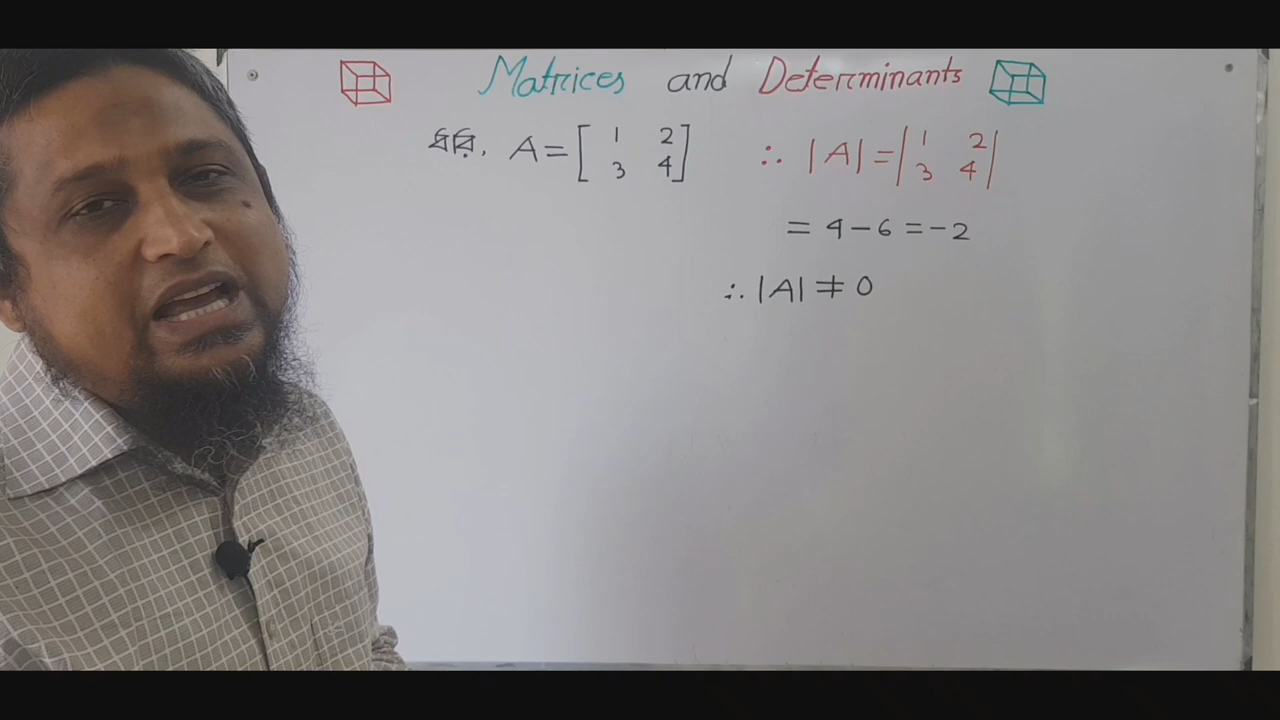 Matrices and Determinants
ধরি, A = [1 2; 3 4] ∴ |A| = |1 2; 3 4|
= 4 − 6 = −2
∴ |A| ≠ 0